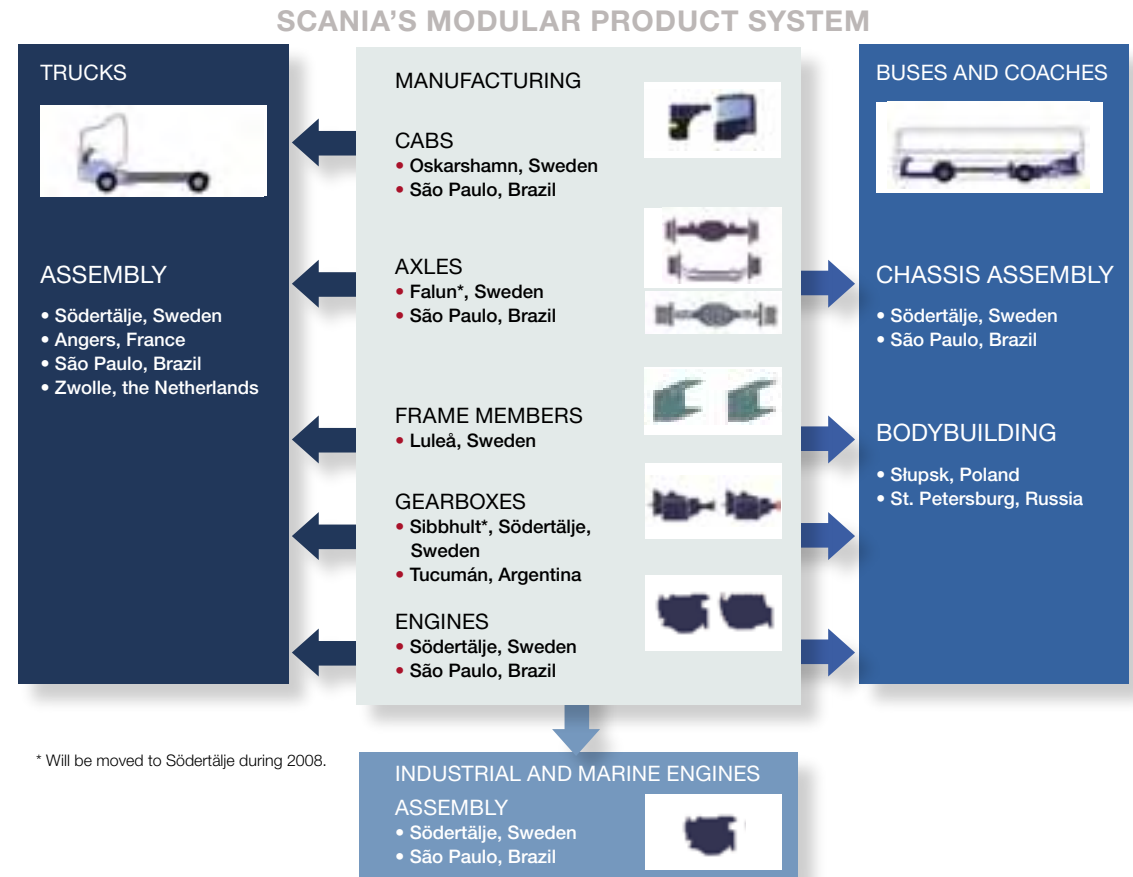 SCANIA’S MODULAR PRODUCT SYSTEM
TRUCKS
ASSEMBLY
• Södertälje, Sweden
• Angers, France
• São Paulo, Brazil
• Zwolle, the Netherlands
MANUFACTURING
CABS
• Oskarshamn, Sweden
• São Paulo, Brazil
AXLES
• Falun*, Sweden
• São Paulo, Brazil
FRAME MEMBERS
• Luleå, Sweden
GEARBOXES
• Sibbhult*, Södertälje,
Sweden
• Tucumán, Argentina
ENGINES
• Södertälje, Sweden
• São Paulo, Brazil
BUSES AND COACHES
CHASSIS ASSEMBLY
• Södertälje, Sweden
• São Paulo, Brazil
BODYBUILDING
• Słupsk, Poland
• St. Petersburg, Russia
* Will be moved to Södertälje during 2008.
INDUSTRIAL AND MARINE ENGINES
ASSEMBLY
• Södertälje, Sweden
• São Paulo, Brazil